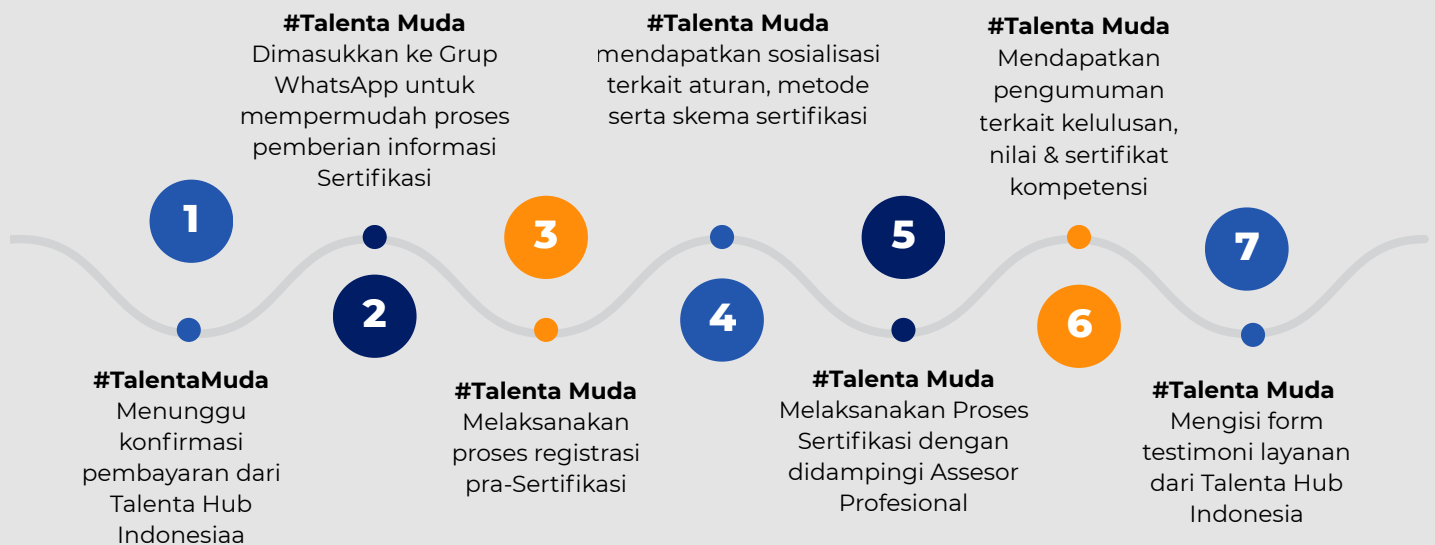 1
#TalentaMuda
Menunggu
konfirmasi
pembayaran dari
Talenta Hub
Indonesiaa
2
#Talenta Muda
Dimasukkan ke Grup
WhatsApp untuk
mempermudah proses
pemberian informasi
Sertifikasi
3
#Talenta Muda
Melaksanakan
proses registrasi
pra-Sertifikasi
4
#Talenta Muda
mendapatkan sosialisasi
terkait aturan, metode
serta skema sertifikasi
5
#Talenta Muda
Melaksanakan Proses
Sertifikasi dengan
didampingi Assesor
Profesional
6
#Talenta Muda
Mendapatkan
pengumuman
terkait kelulusan,
nilai & sertifikat
kompetensi
7
#Talenta Muda
Mengisi form
testimoni layanan
dari Talenta Hub
Indonesia